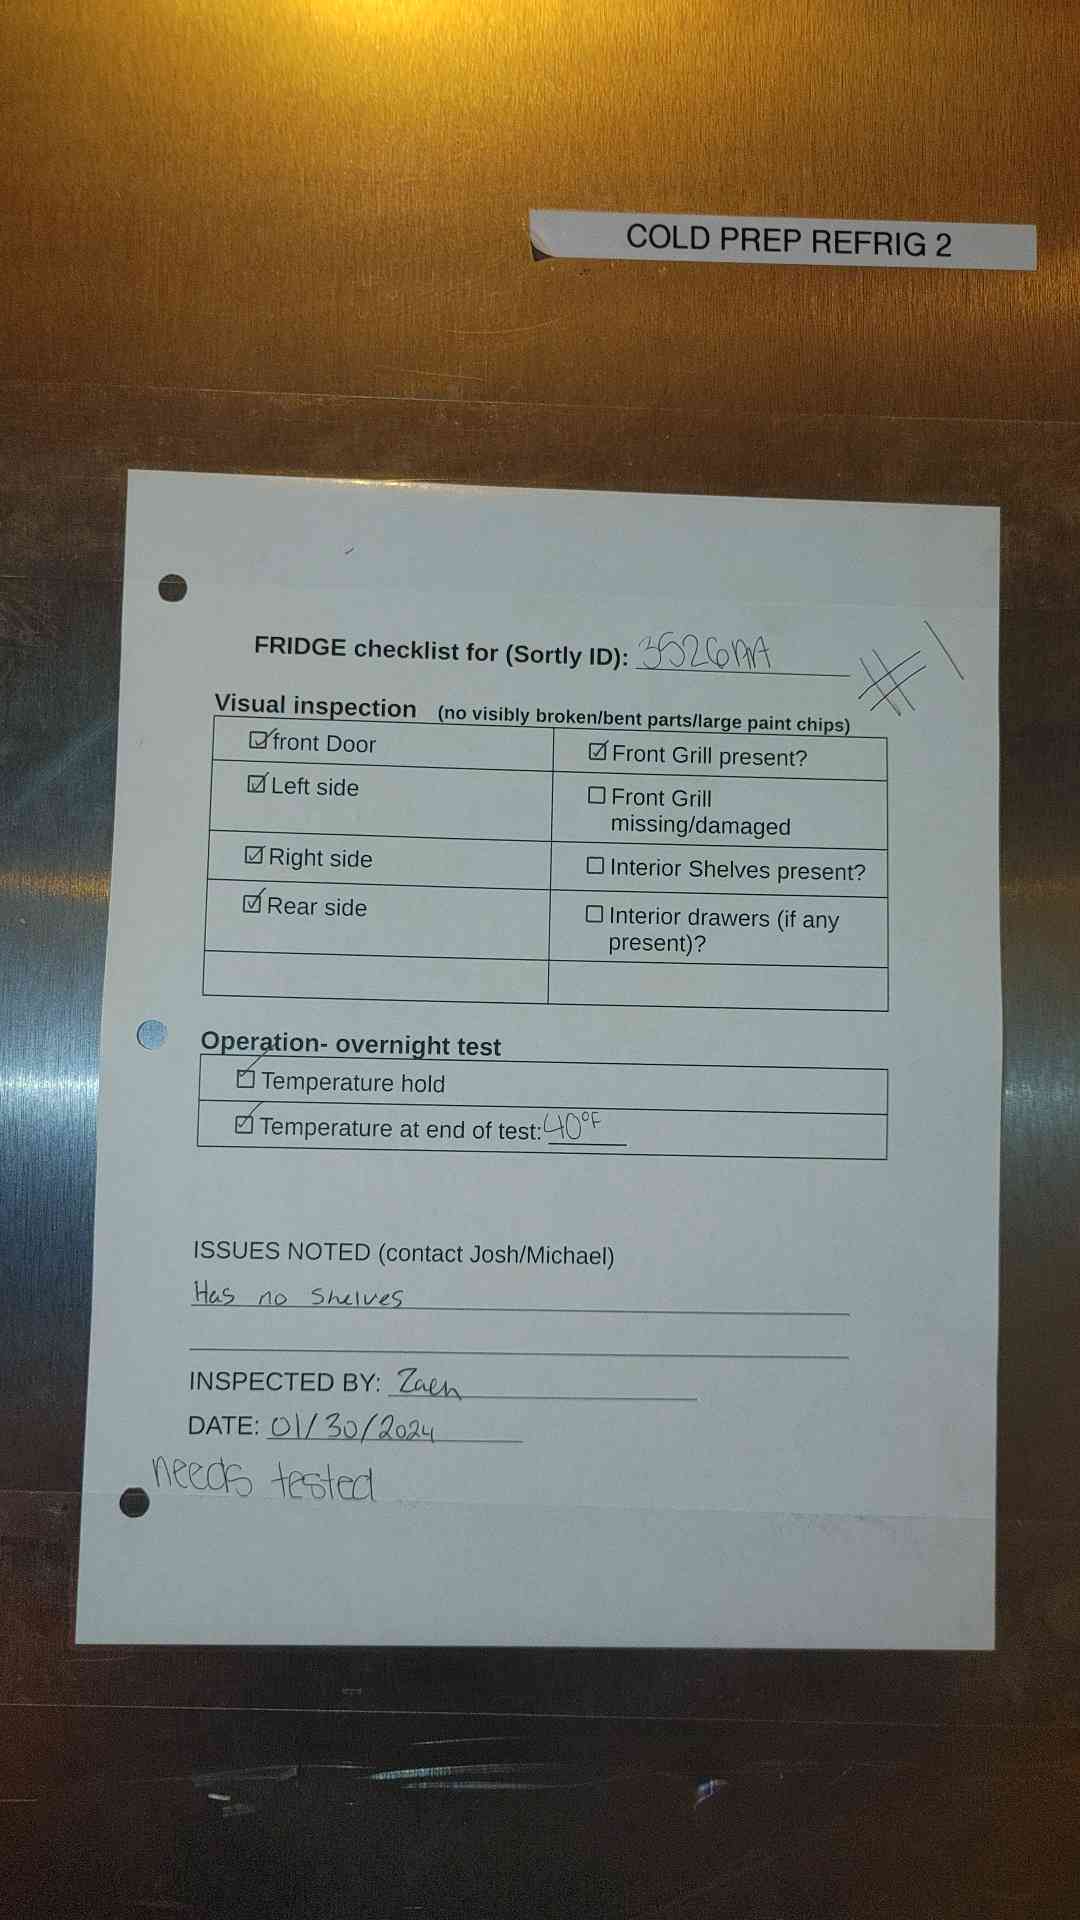 COLD PREP REFRIG 2
FRIDGE checklist for (Sortly ID): 3526AA
#1
Visual inspection (no visibly broken/bent parts/large paint chips)
☑ front Door
☑ Front Grill present?
☑ Left side
☐ Front Grill
missing/damaged
☑ Right side
☐ Interior Shelves present?
☑ Rear side
☐ Interior drawers (if any
present)?
Operation- overnight test
☑ Temperature hold
☑ Temperature at end of test: 40°F
ISSUES NOTED (contact Josh/Michael)
Has no shelves
INSPECTED BY: Zach
DATE: 01/30/2024
needs tested